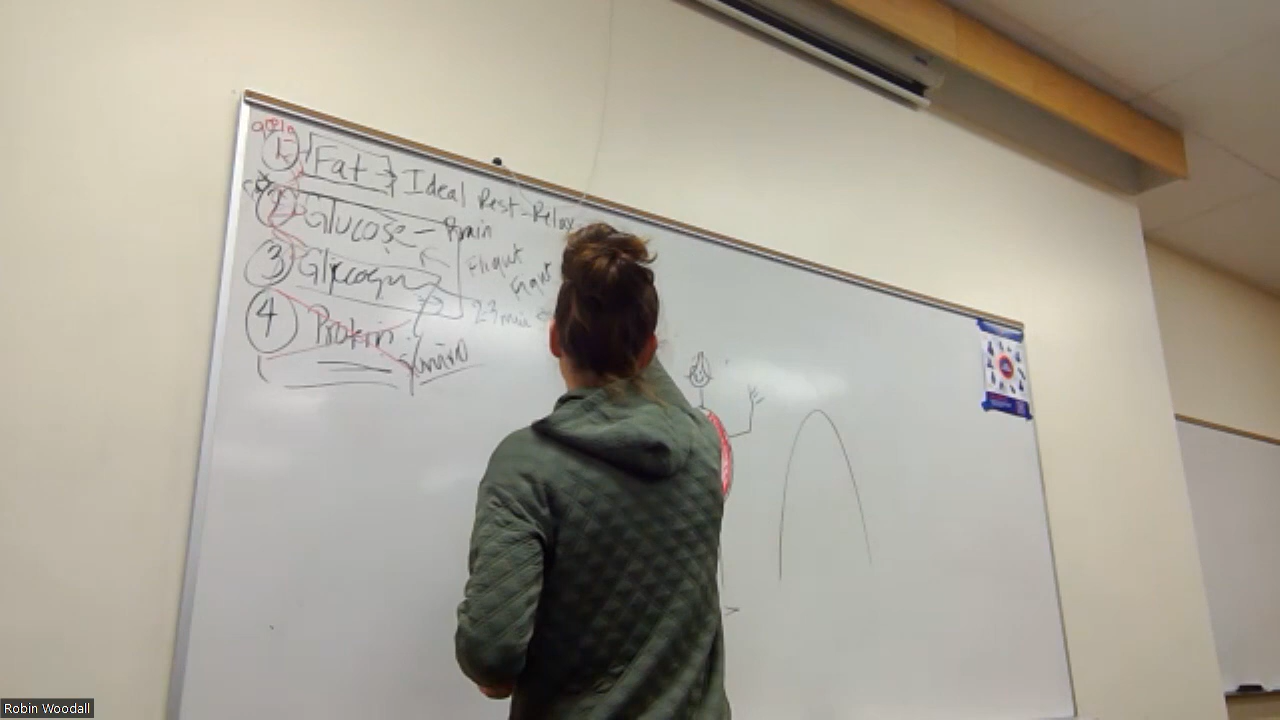 1 Fat → Ideal Rest-Relax
2 Glucose - Brain
Flight
Fight
3 Glycogen
2-3 min
4 Protein
Amino
Robin Woodall